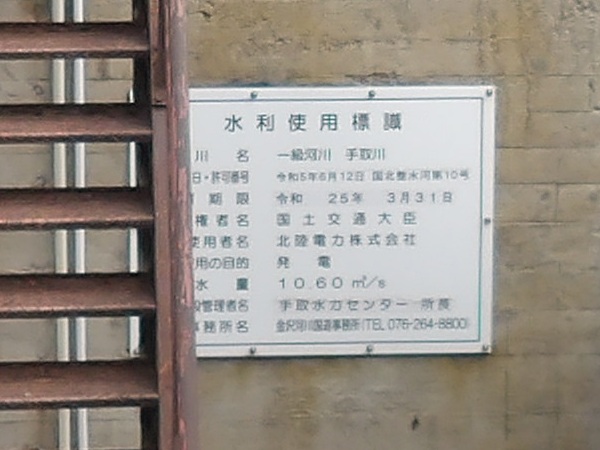 水利使用標識
川 名 一級河川 手取川
日・許可番号 令和5年6月12日 国北整水河第10号
期限 令和 25年 3月31日
権者名 国土交通大臣
使用者名 北陸電力株式会社
用の目的 発 電
水 量 10.60 ㎥/s
管理者名 手取水力センター 所長
事務所名 金沢河川国道事務所(TEL 076-264-8800)